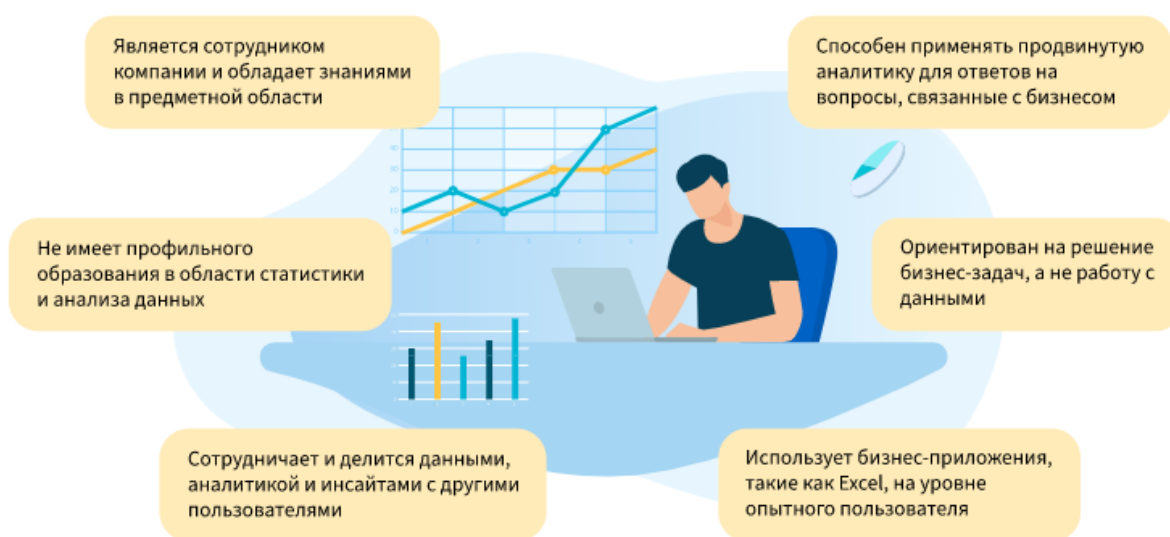 Является сотрудником
компании и обладает знаниями
в предметной области
Способен применять продвинутую
аналитику для ответов на
вопросы, связанные с бизнесом
Не имеет профильного
образования в области статистики
и анализа данных
Ориентирован на решение
бизнес-задач, а не работу с
данными
Сотрудничает и делится данными,
аналитикой и инсайтами с другими
пользователями
Использует бизнес-приложения,
такие как Excel, на уровне
опытного пользователя